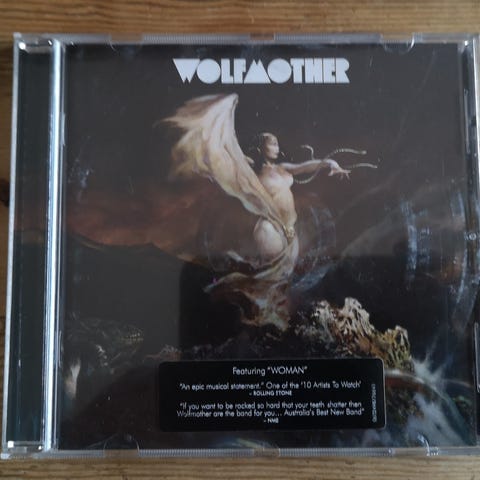 WOLFMOTHER
Featuring "WOMAN"
"An epic musical statement." One of the '10 Artists To Watch'
- ROLLING STONE
"If you want to be rocked so hard that your teeth shatter then
Wolfmother are the band for you... Australia's Best New Band"
- NME